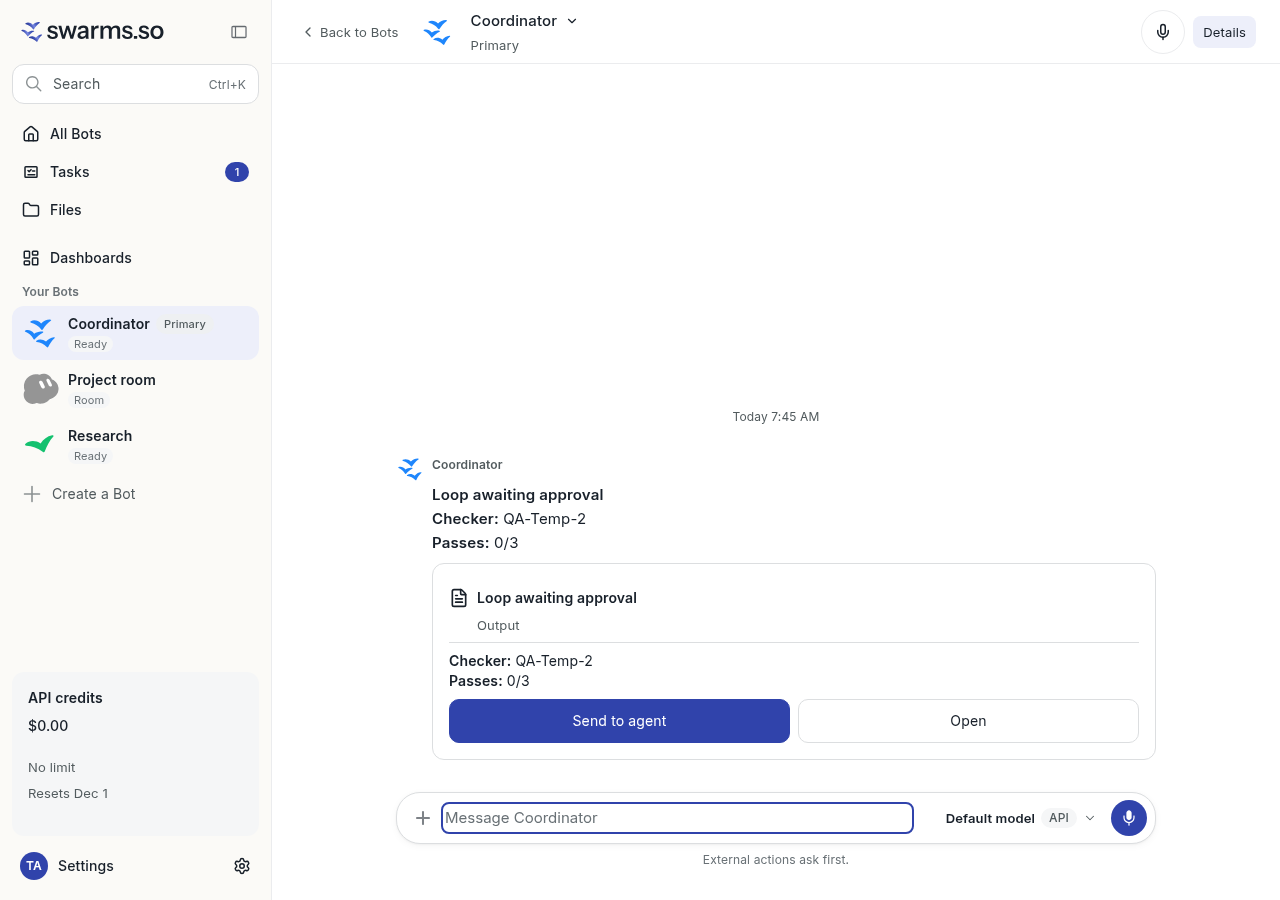 swarms.so
Search Ctrl+K
All Bots
Tasks 1
Files
Dashboards
Your Bots
Coordinator Primary
Ready
Project room
Room
Research
Ready
Create a Bot
API credits
$0.00
No limit
Resets Dec 1
TA Settings
Back to Bots
Coordinator
Primary
Details
Today 7:45 AM
Coordinator
Loop awaiting approval
Checker: QA-Temp-2
Passes: 0/3
Loop awaiting approval
Output
Checker: QA-Temp-2
Passes: 0/3
Send to agent Open
Message Coordinator Default model API
External actions ask first.